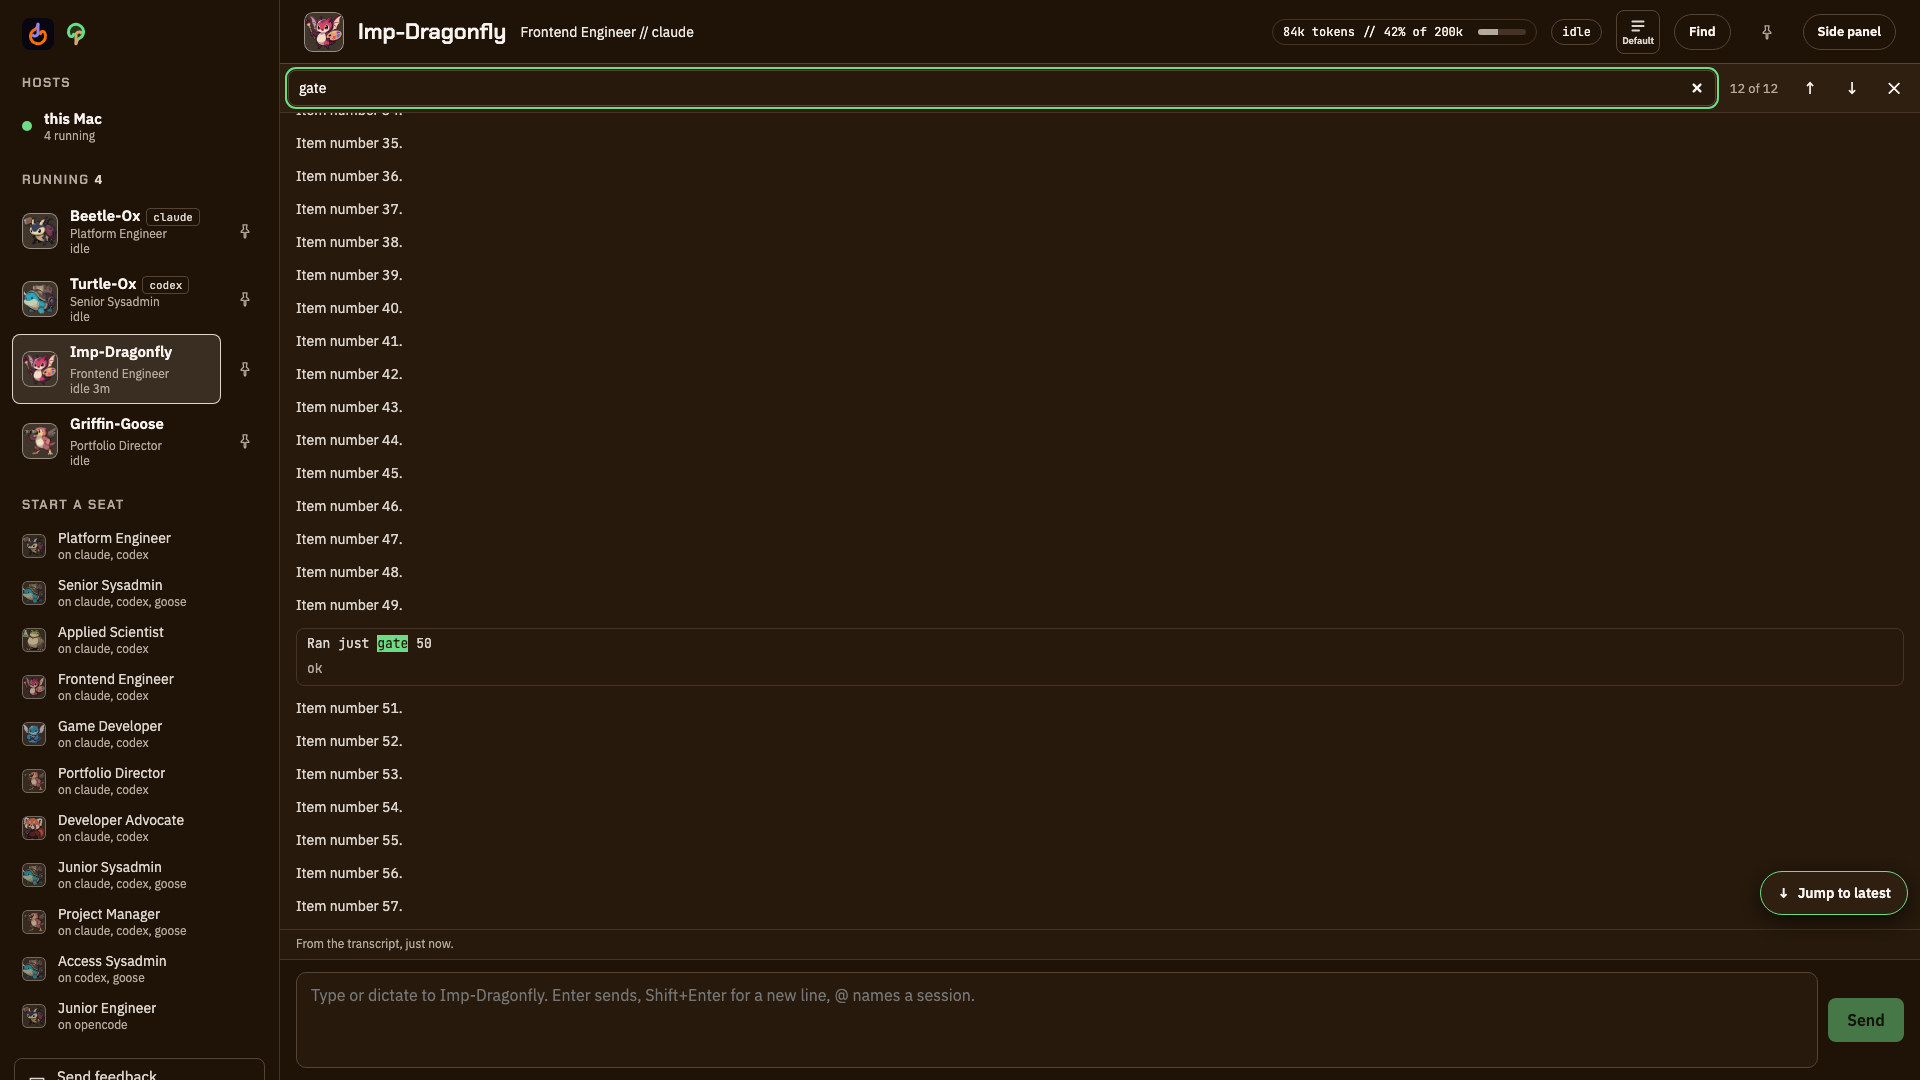 HOSTS
this Mac
4 running
RUNNING 4
Beetle-Ox claude
Platform Engineer
idle
Turtle-Ox codex
Senior Sysadmin
idle
Imp-Dragonfly
Frontend Engineer
idle 3m
Griffin-Goose
Portfolio Director
idle
START A SEAT
Platform Engineer
on claude, codex
Senior Sysadmin
on claude, codex, goose
Applied Scientist
on claude, codex
Frontend Engineer
on claude, codex
Game Developer
on claude, codex
Portfolio Director
on claude, codex
Developer Advocate
on claude, codex
Junior Sysadmin
on claude, codex, goose
Project Manager
on claude, codex, goose
Access Sysadmin
on codex, goose
Junior Engineer
on opencode
Send feedback
Imp-Dragonfly Frontend Engineer // claude
84k tokens // 42% of 200k
idle
Default
Find
Side panel
gate
12 of 12
Item number 34.
Item number 35.
Item number 36.
Item number 37.
Item number 38.
Item number 39.
Item number 40.
Item number 41.
Item number 42.
Item number 43.
Item number 44.
Item number 45.
Item number 46.
Item number 47.
Item number 48.
Item number 49.
Ran just gate 50
ok
Item number 51.
Item number 52.
Item number 53.
Item number 54.
Item number 55.
Item number 56.
Item number 57.
Jump to latest
From the transcript, just now.
Type or dictate to Imp-Dragonfly. Enter sends, Shift+Enter for a new line, @ names a session.
Send